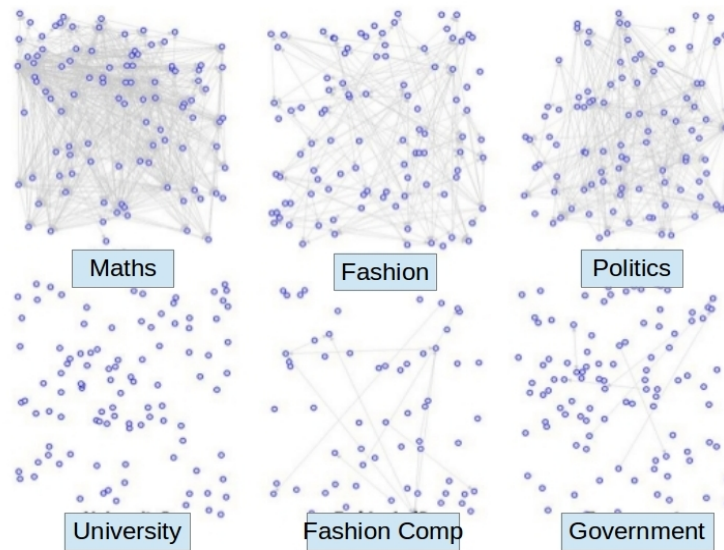 Maths
Fashion
Politics
University
Fashion Comp
Government